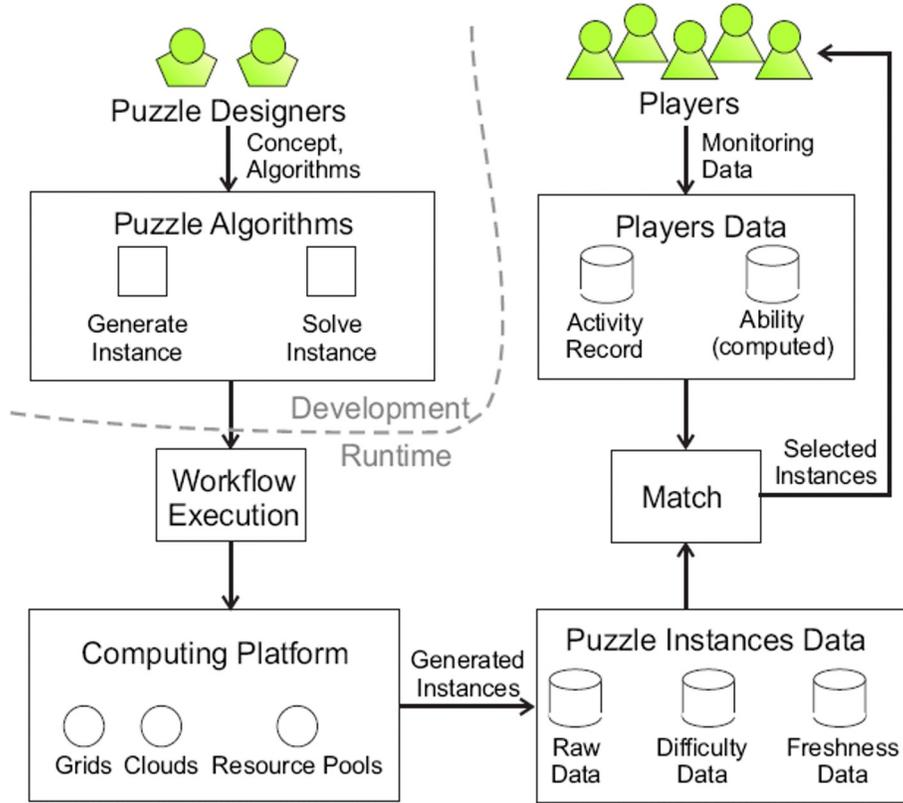 Puzzle Designers
Concept,
Algorithms
Puzzle Algorithms
Generate
Instance
Solve
Instance
Development
Runtime
Workflow
Execution
Computing Platform
Grids
Clouds
Resource Pools
Generated
Instances
Players
Monitoring
Data
Players Data
Activity
Record
Ability
(computed)
Match
Selected
Instances
Puzzle Instances Data
Raw
Data
Difficulty
Data
Freshness
Data